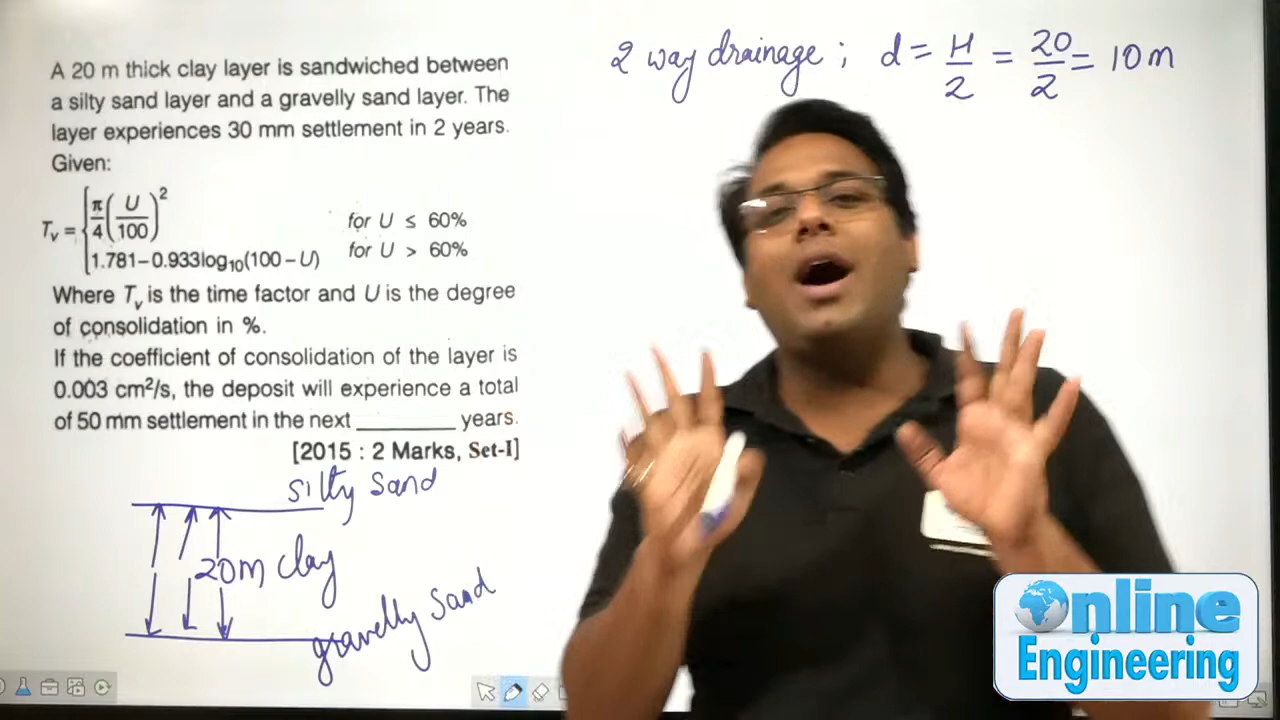 A 20 m thick clay layer is sandwiched between
a silty sand layer and a gravelly sand layer. The
layer experiences 30 mm settlement in 2 years.
Given:
T_v = { π/4 (U/100)^2 for U ≤ 60%
1.781–0.933log_10(100 – U) for U > 60%
Where T_v is the time factor and U is the degree
of consolidation in %.
If the coefficient of consolidation of the layer is
0.003 cm²/s, the deposit will experience a total
of 50 mm settlement in the next ________ years.
[2015 : 2 Marks, Set-I]
silty sand
20m clay
gravelly sand
2 way drainage ; d = H/2 = 20/2 = 10m
Online
Engineering